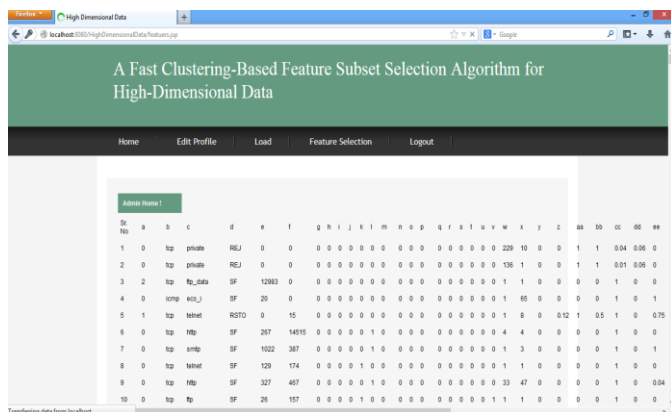 Firefox
High Dimensional Data
localhost:8080/HighDimensionalData/featuers.jsp
Google
A Fast Clustering-Based Feature Subset Selection Algorithm for
High-Dimensional Data
Home Edit Profile Load Feature Selection Logout
Admin Home !
Sr. No a b c d e f g h i j k l m n o p q r s t u v w x y z aa bb cc dd ee
1 0 tcp private REJ 0 0 0 0 0 0 0 0 0 0 0 0 0 0 0 0 0 0 229 10 0 0 1 1 0.04 0.06 0
2 0 tcp private REJ 0 0 0 0 0 0 0 0 0 0 0 0 0 0 0 0 0 0 136 1 0 0 1 1 0.01 0.06 0
3 2 tcp ftp_data SF 12983 0 0 0 0 0 0 0 0 0 0 0 0 0 0 0 0 0 1 1 0 0 0 0 1 0 0
4 0 icmp eco_i SF 20 0 0 0 0 0 0 0 0 0 0 0 0 0 0 0 0 0 1 65 0 0 0 0 1 0 1
5 1 tcp telnet RSTO 0 15 0 0 0 0 0 0 0 0 0 0 0 0 0 0 0 0 1 8 0 0.12 1 0.5 1 0 0.75
6 0 tcp http SF 267 14515 0 0 0 0 0 1 0 0 0 0 0 0 0 0 0 0 4 4 0 0 0 0 1 0 0
7 0 tcp smtp SF 1022 387 0 0 0 0 0 1 0 0 0 0 0 0 0 0 0 0 1 3 0 0 0 0 1 0 1
8 0 tcp telnet SF 129 174 0 0 0 0 1 0 0 0 0 0 0 0 0 0 0 0 1 1 0 0 0 0 1 0 0
9 0 tcp http SF 327 467 0 0 0 0 0 1 0 0 0 0 0 0 0 0 0 0 33 47 0 0 0 0 1 0 0.04
10 0 tcp ftp SF 26 157 0 0 0 0 1 0 0 0 0 0 0 0 0 0 0 1 1 1 0 0 0 0 1 0 0
Transferring data from localhost...